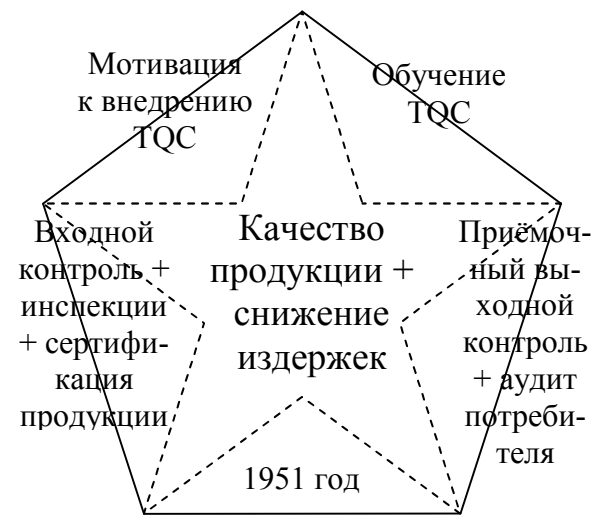 Мотивация
к внедрению
TQC
Обучение
TQC
Входной
контроль +
инспекции
+ сертифи-
кация
продукции
Качество
продукции +
снижение
издержек
Приёмоч-
ный вы-
ходной
контроль
+ аудит
потреби-
теля
1951 год